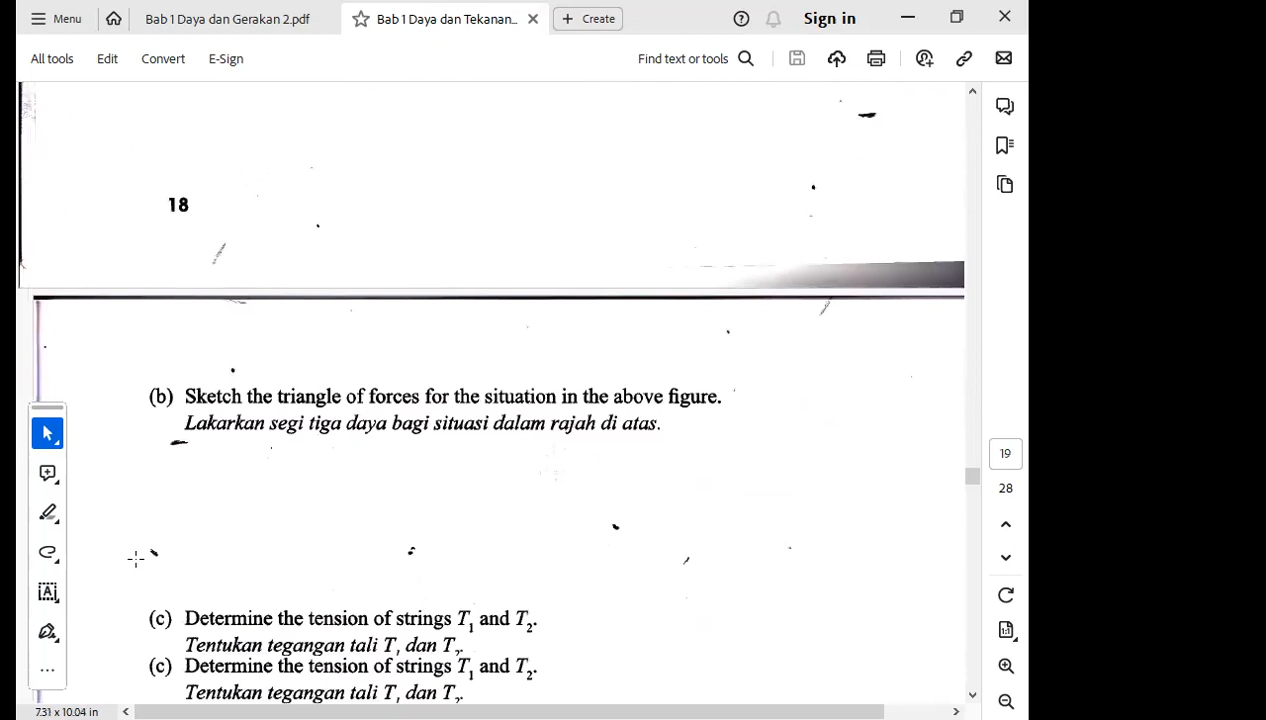 Menu
Bab 1 Daya dan Gerakan 2.pdf
Bab 1 Daya dan Tekanan...
Create
Sign in
All tools
Edit
Convert
E-Sign
Find text or tools
18
(b) Sketch the triangle of forces for the situation in the above figure.
Lakarkan segi tiga daya bagi situasi dalam rajah di atas.
19
28
(c) Determine the tension of strings T₁ and T₂.
Tentukan tegangan tali T₁ dan T₂.
(c) Determine the tension of strings T₁ and T₂.
Tentukan tegangan tali T₁ dan T₂.
7.31 x 10.04 in